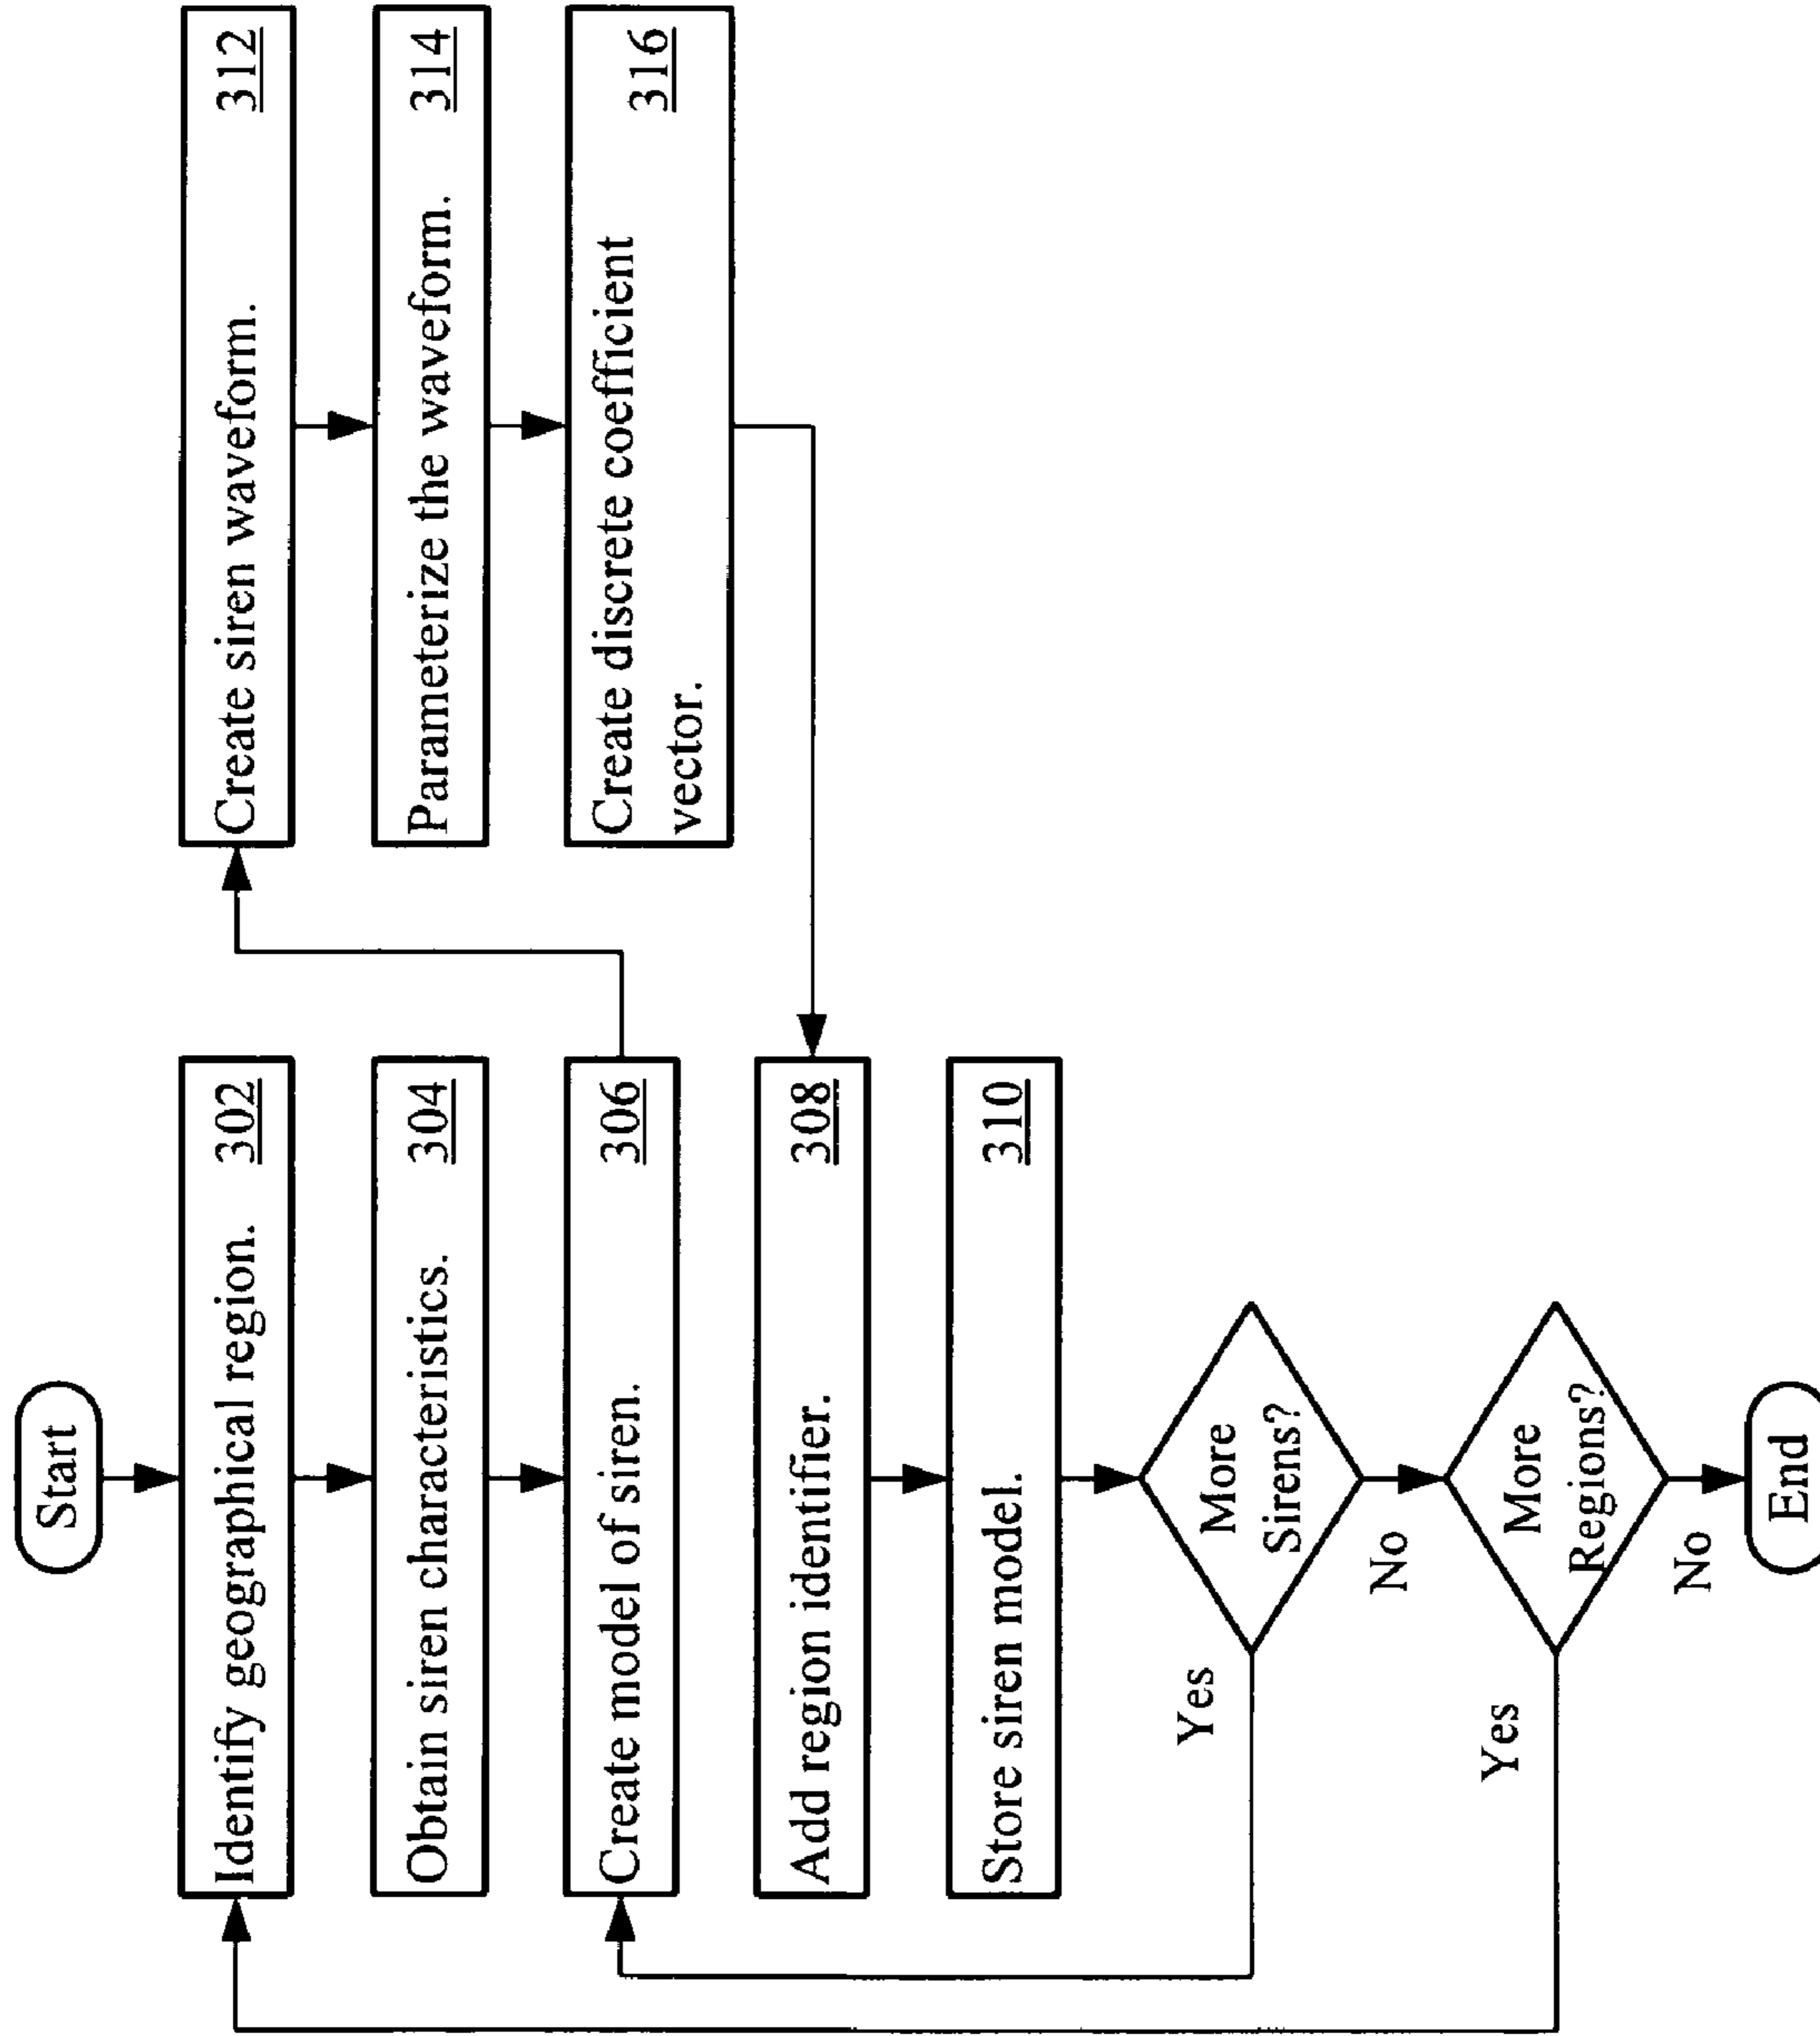 Start
Identify geographical region. 302
Obtain siren characteristics. 304
Create model of siren. 306
Create siren waveform. 312
Parameterize the waveform. 314
Create discrete coefficient 316
vector.
Add region identifier. 308
Store siren model. 310
More
Sirens?
Yes
No
More
Regions?
Yes
No
End